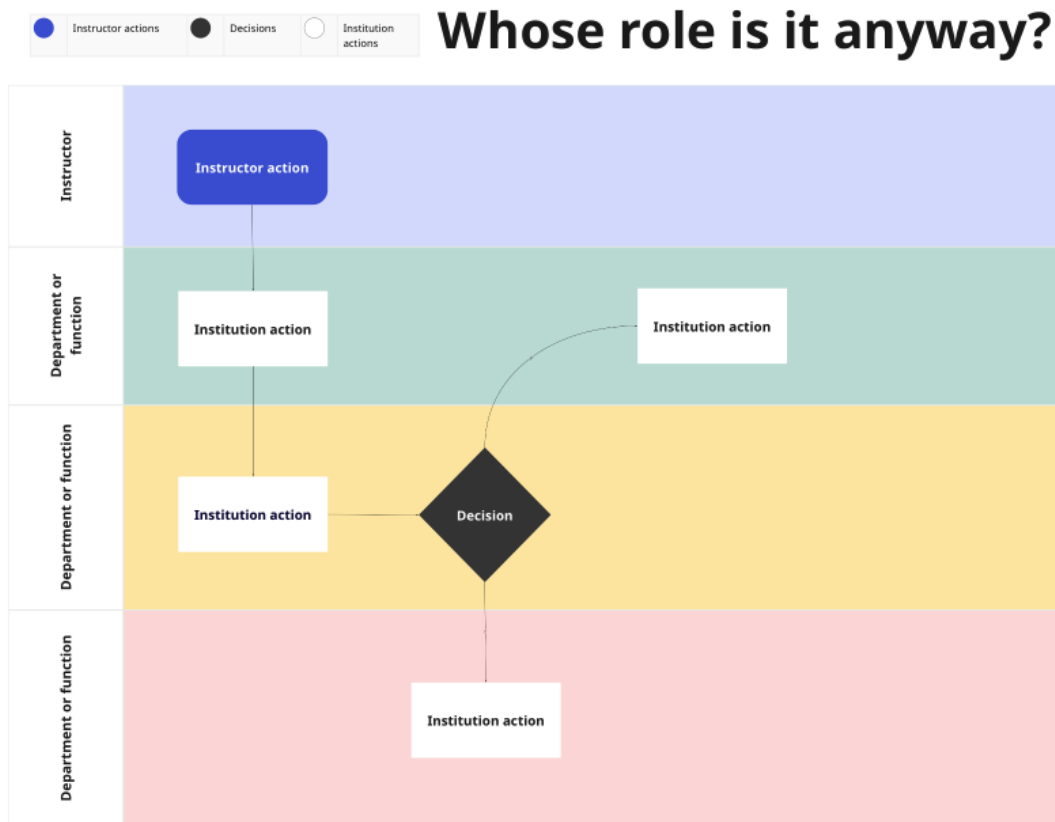 Whose role is it anyway?
Instructor actions
Decisions
Institution
actions
Instructor
Instructor action
Department or
function
Institution action
Institution action
Department or function
Institution action
Decision
Department or function
Institution action